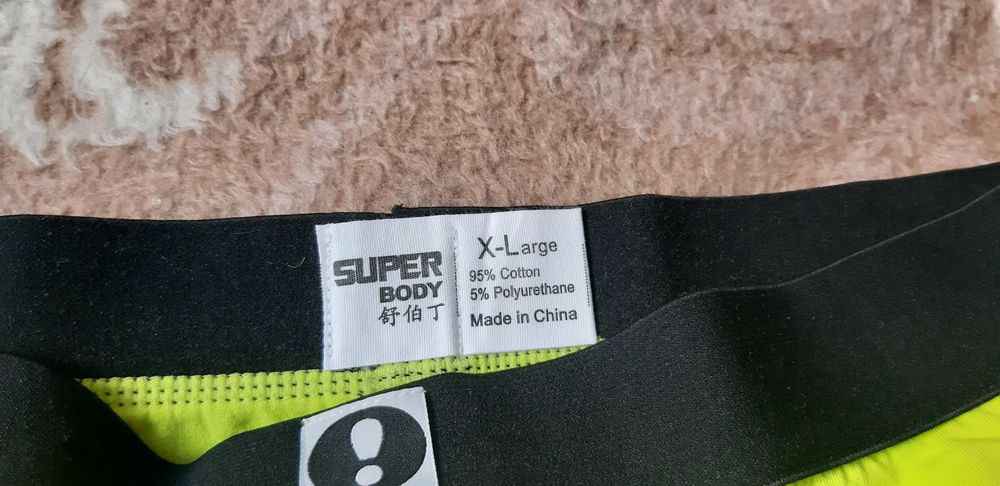 SUPER
BODY
舒伯丁
X-Large
95% Cotton
5% Polyurethane
Made in China
!